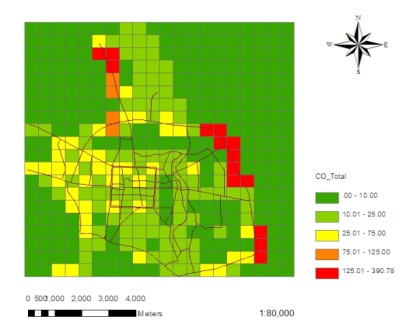 N
W E
S
CO_Total
.00 - 10.00
10.01 - 25.00
25.01 - 75.00
75.01 - 125.00
125.01 - 390.78
0 500 1,000 2,000 3,000 4,000
Meters
1:80,000